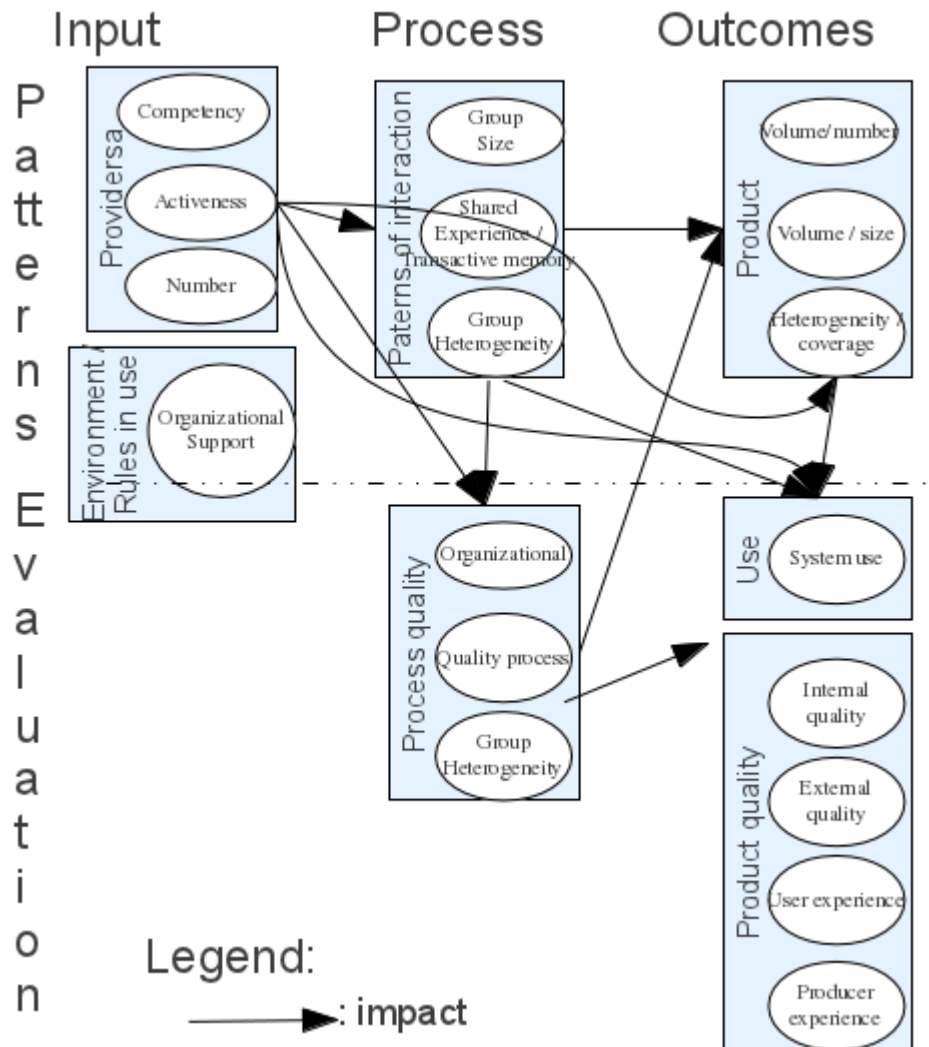 Input
Process
Outcomes
Patterns
Evaluation
Providersa
Competency
Activeness
Number
Environment /
Rules in use
Organizational
Support
Paterns of interaction
Group
Size
Shared
Experience /
Transactive memory
Group
Heterogeneity
Product
Volume/number
Volume / size
Heterogeneity /
coverage
Process quality
Organizational
Quality process
Group
Heterogeneity
Use
System use
Product quality
Internal
quality
External
quality
User experience
Producer
experience
Legend:
: impact